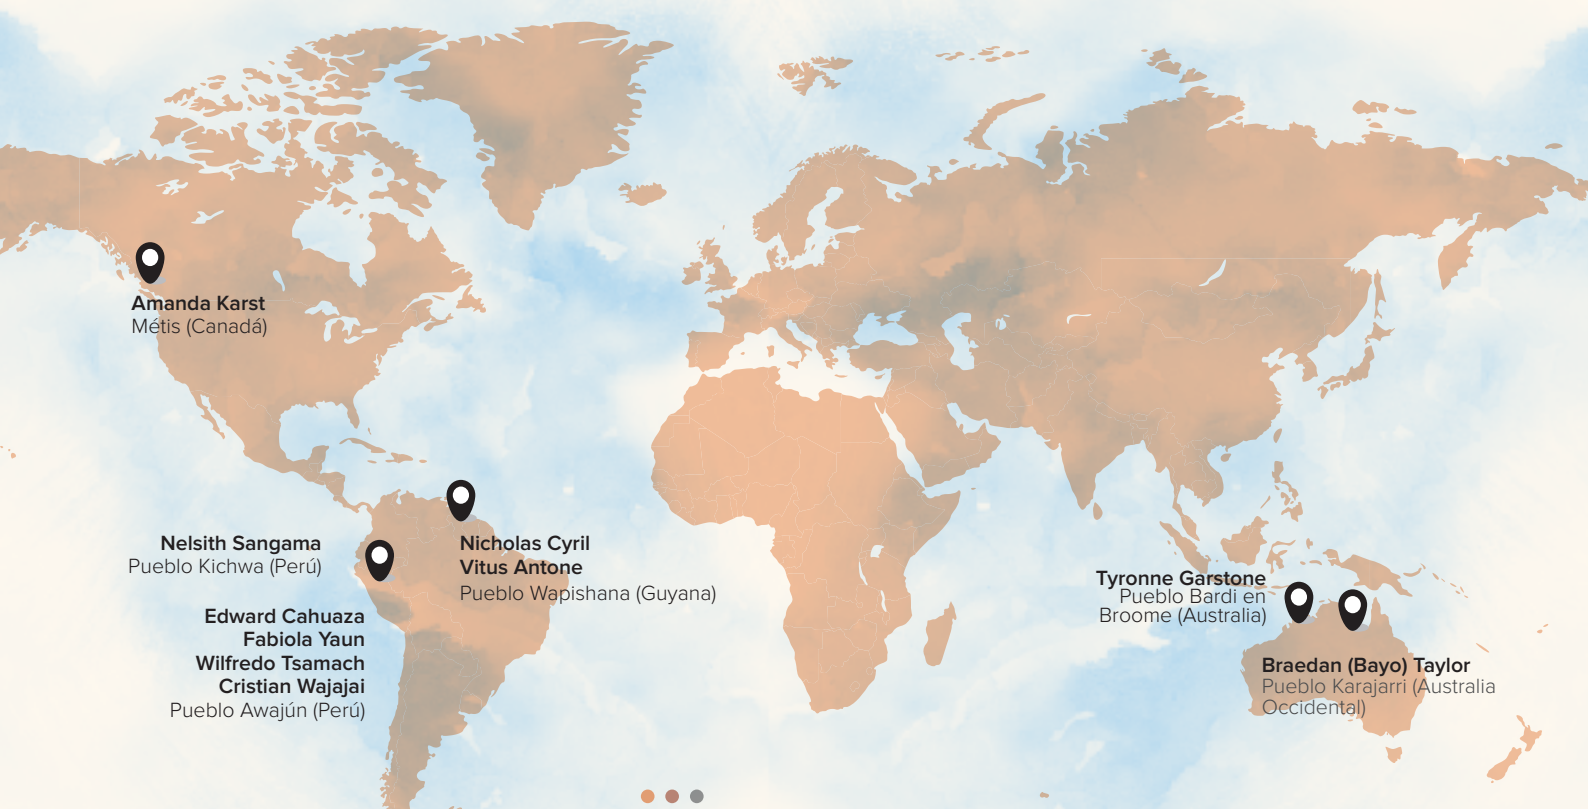 Amanda Karst
Métis (Canadá)
Nelsith Sangama
Pueblo Kichwa (Perú)
Nicholas Cyril
Vitus Antone
Pueblo Wapishana (Guyana)
Edward Cahuaza
Fabiola Yaun
Wilfredo Tsamach
Cristian Wajajai
Pueblo Awajún (Perú)
Tyronne Garstone
Pueblo Bardi en
Broome (Australia)
Braedan (Bayo) Taylor
Pueblo Karajarri (Australia
Occidental)